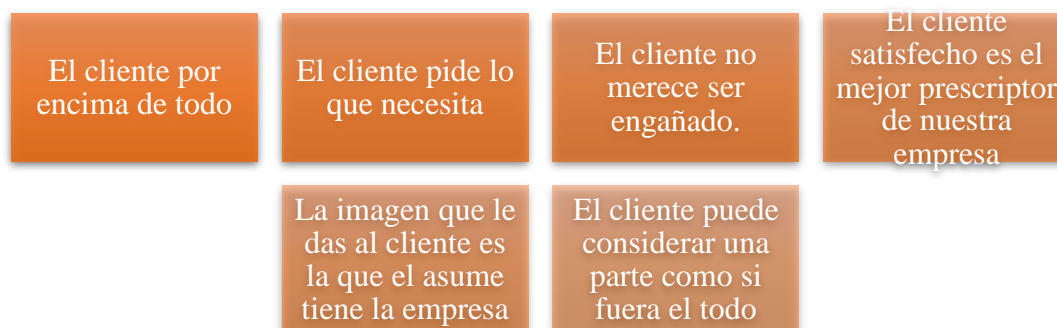 El cliente por
encima de todo
El cliente pide lo
que necesita
El cliente no
merece ser
engañado.
El cliente
satisfecho es el
mejor prescriptor
de nuestra
empresa
La imagen que le
das al cliente es
la que el asume
tiene la empresa
El cliente puede
considerar una
parte como si
fuera el todo